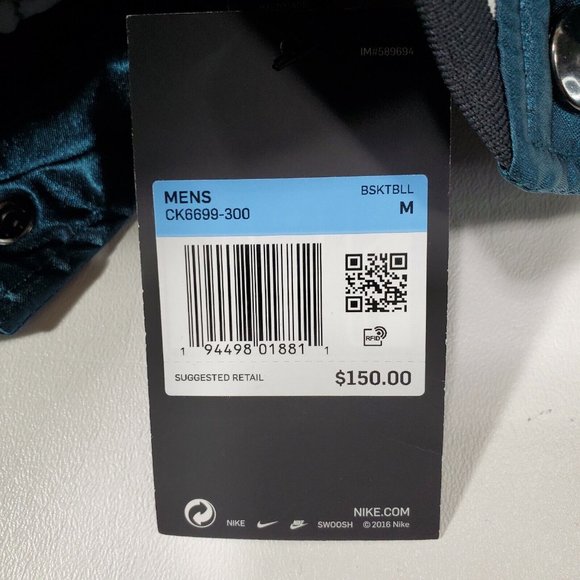 IM#589694
MENS BSKTBLL
CK6699-300 M
RFID
1 94498 01881 1
SUGGESTED RETAIL $150.00
NIKE.COM
NIKE SWOOSH © 2016 Nike